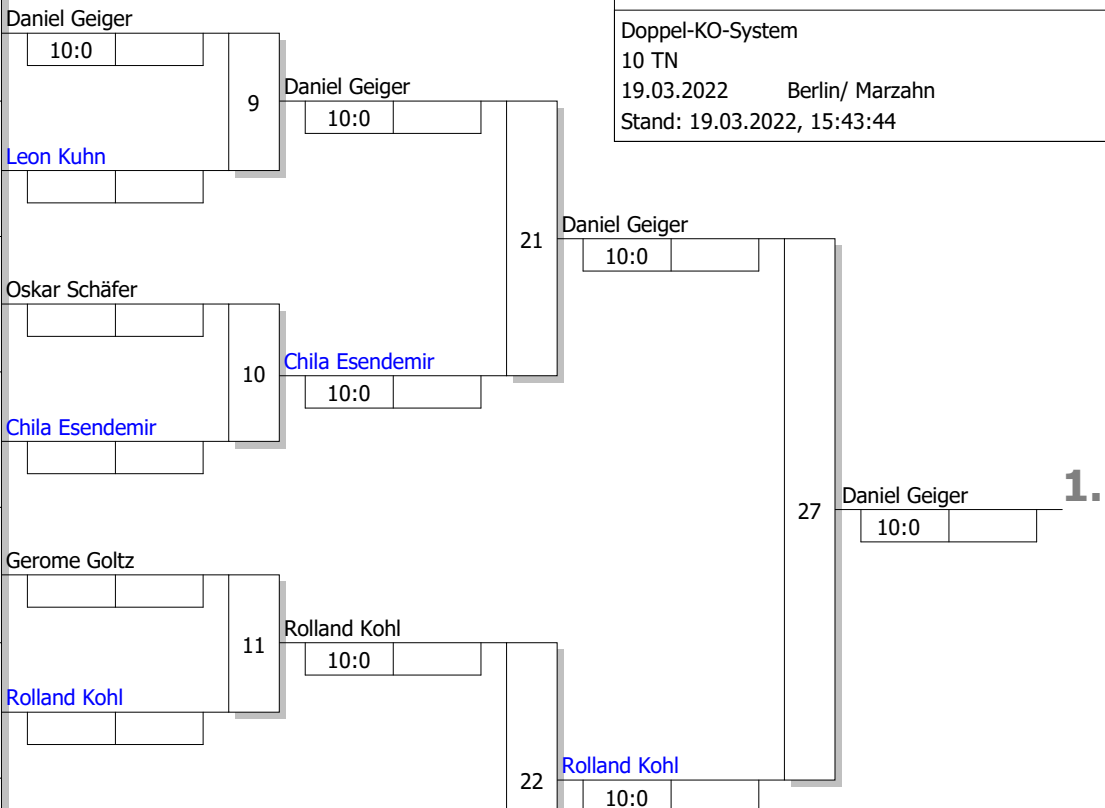 Daniel Geiger
10:0
9
Leon Kuhn
Daniel Geiger
10:0
Doppel-KO-System
10 TN
19.03.2022 Berlin/ Marzahn
Stand: 19.03.2022, 15:43:44
21
Daniel Geiger
10:0
Oskar Schäfer
10
Chila Esendemir
Chila Esendemir
10:0
27
Daniel Geiger
10:0
1.
Gerome Goltz
11
Rolland Kohl
Rolland Kohl
10:0
22
Rolland Kohl
10:0